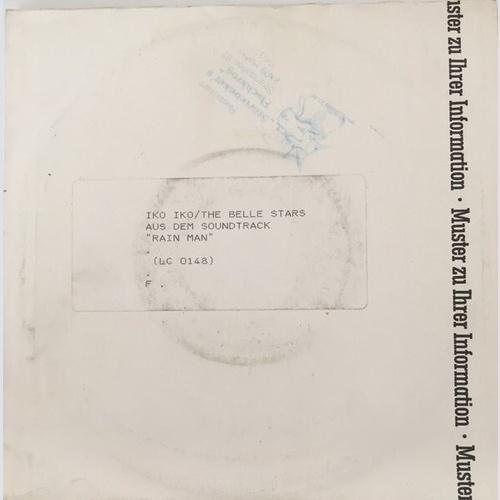 IKO IKO/THE BELLE STARS
AUS DEM SOUNDTRACK
"RAIN MAN"
.
(LC 0148)
.
F .
Muster zu Ihrer Information · Muster zu Ihrer Information · Muster